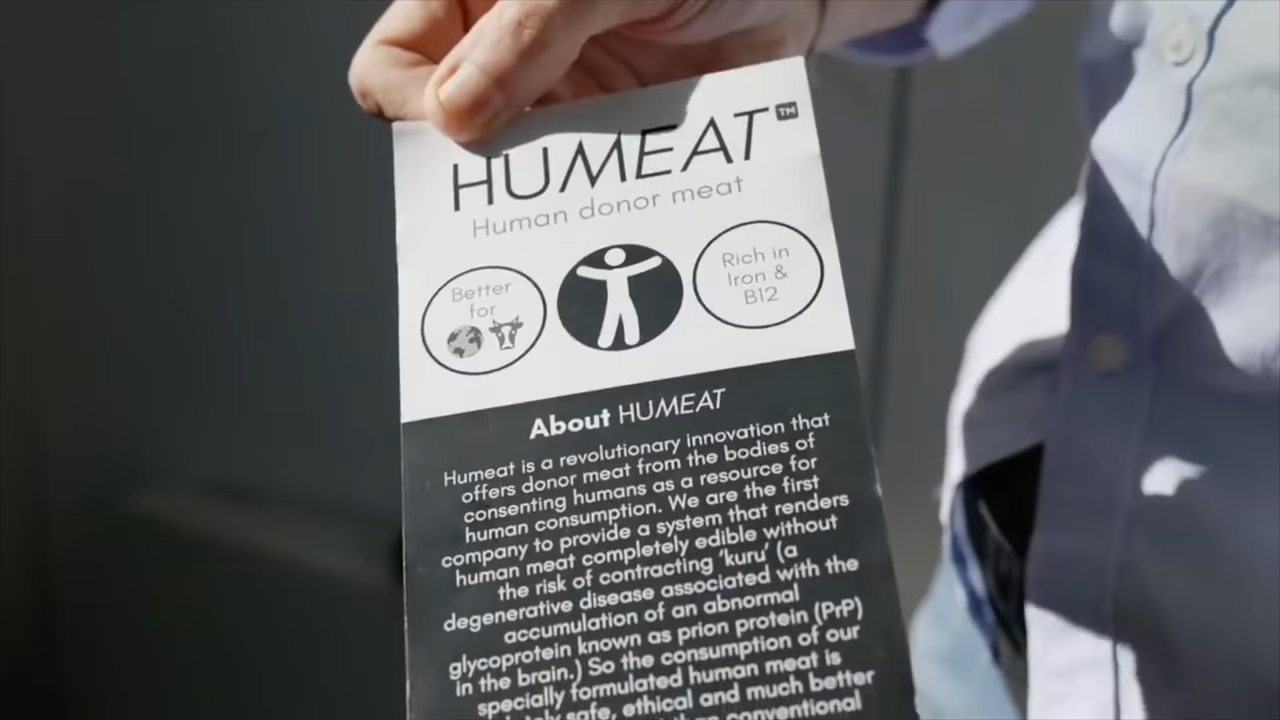 HUMEAT™
Human donor meat
Better
for
Rich in
Iron &
B12
About HUMEAT
Humeat is a revolutionary innovation that
offers donor meat from the bodies of
consenting humans as a resource for
human consumption. We are the first
company to provide a system that renders
human meat completely edible without
the risk of contracting 'kuru' (a
degenerative disease associated with the
accumulation of an abnormal
glycoprotein known as prion protein (PrP)
in the brain.) So the consumption of our
specially formulated human meat is
safe, ethical and much better
than conventional